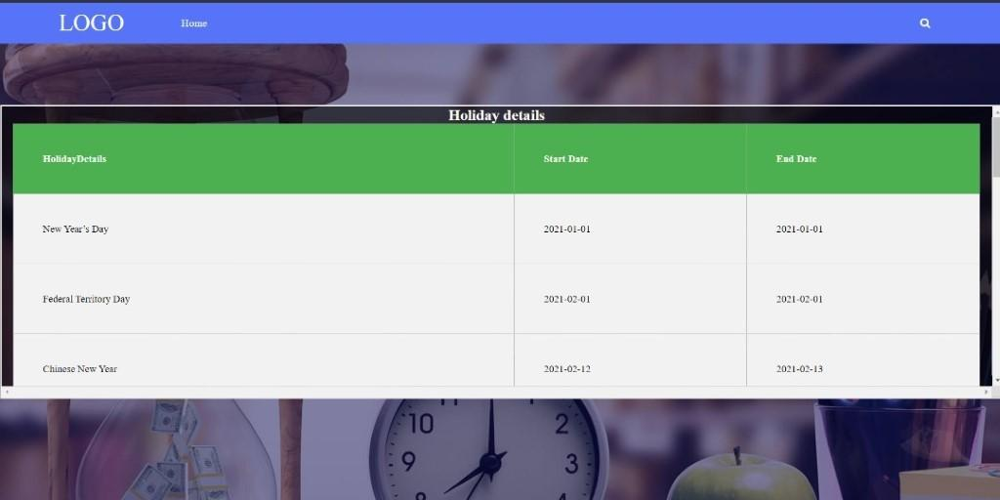 LOGO Home
Holiday details
HolidayDetails Start Date End Date
New Year's Day 2021-01-01 2021-01-01
Federal Territory Day 2021-02-01 2021-02-01
Chinese New Year 2021-02-12 2021-02-13
10 2
9 3
8